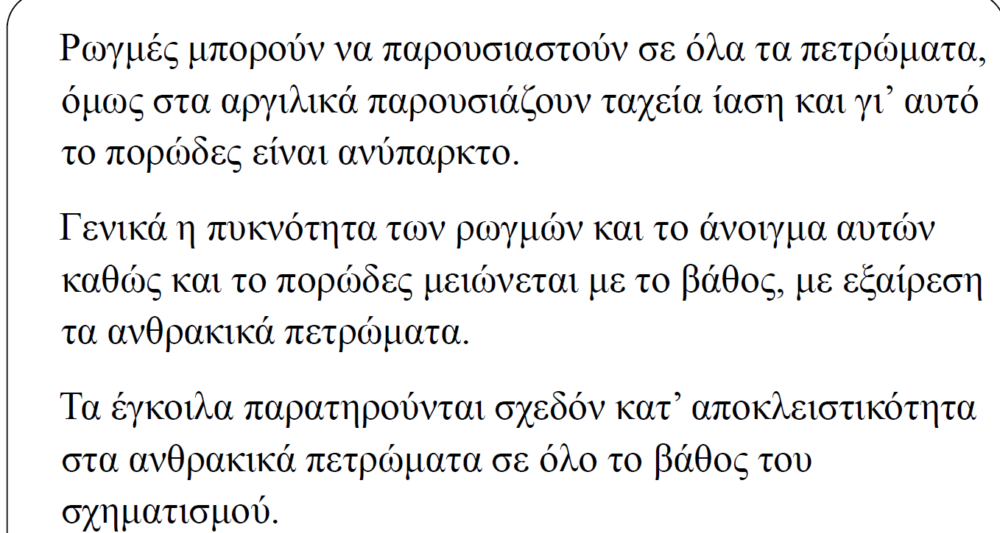 Ρωγμές μπορούν να παρουσιαστούν σε όλα τα πετρώματα,
όμως στα αργιλικά παρουσιάζουν ταχεία ίαση και γι’ αυτό
το πορώδες είναι ανύπαρκτο.
Γενικά η πυκνότητα των ρωγμών και το άνοιγμα αυτών
καθώς και το πορώδες μειώνεται με το βάθος, με εξαίρεση
τα ανθρακικά πετρώματα.
Τα έγκοιλα παρατηρούνται σχεδόν κατ’ αποκλειστικότητα
στα ανθρακικά πετρώματα σε όλο το βάθος του
σχηματισμού.